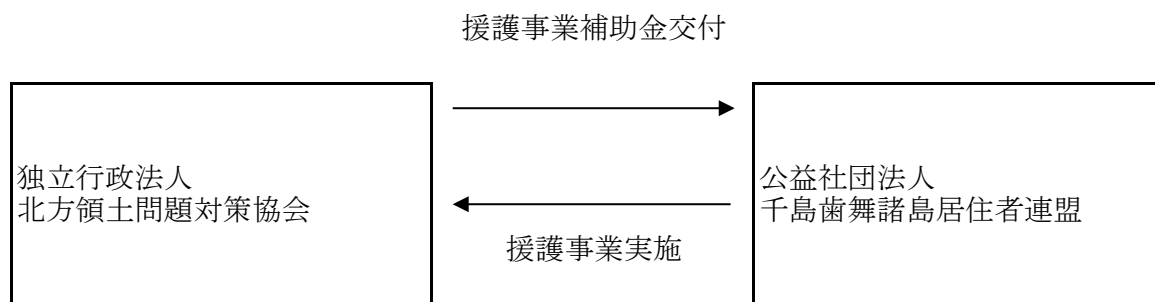 援護事業補助金交付
独立行政法人
北方領土問題対策協会
公益社団法人
千島歯舞諸島居住者連盟
援護事業実施